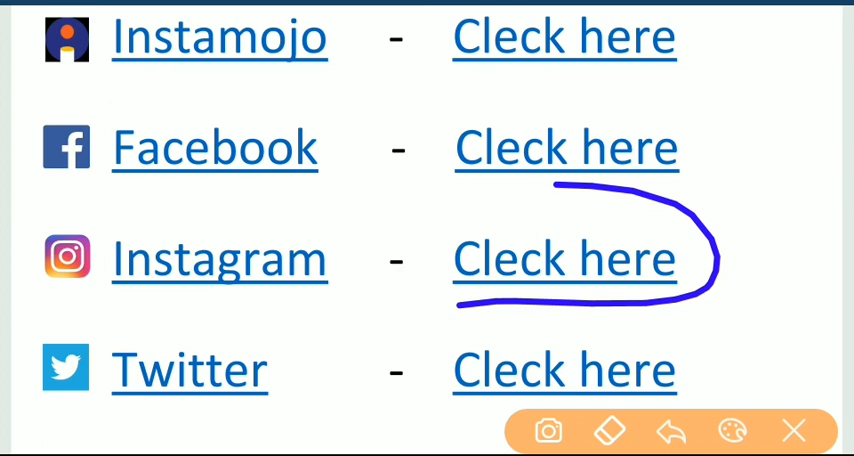 Instamojo - Cleck here
Facebook - Cleck here
Instagram - Cleck here
Twitter - Cleck here